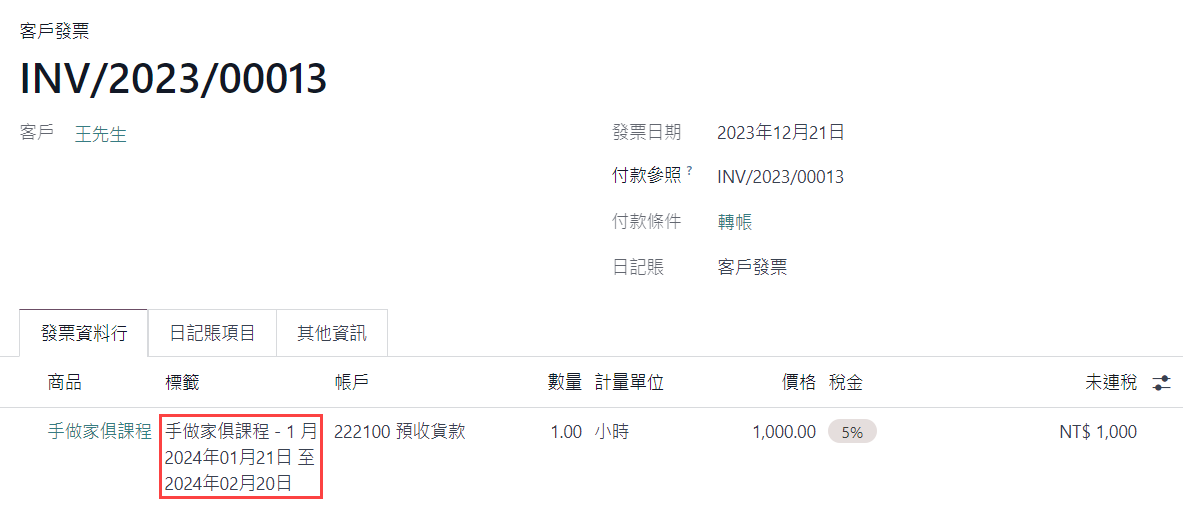 客戶發票
INV/2023/00013
客戶 王先生
發票日期 2023年12月21日
付款參照 ? INV/2023/00013
付款條件 轉帳
日記賬 客戶發票
發票資料行 日記賬項目 其他資訊
商品 標籤 帳戶 數量 計量單位 價格 稅金 未連稅
手做家俱課程 手做家俱課程 - 1 月 222100 預收貨款 1.00 小時 1,000.00 5% NT$ 1,000
2024年01月21日 至
2024年02月20日